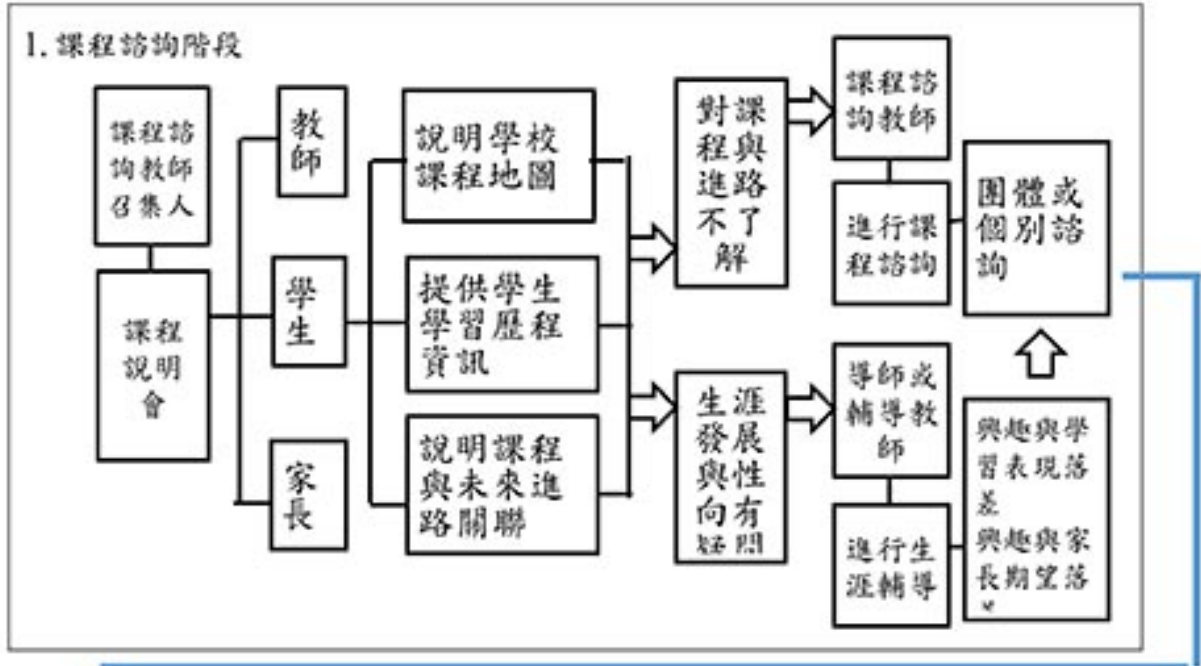 1. 課程諮詢階段
課程諮
詢教師
召集人
課程
說明
會
教
師
學
生
家
長
說明學校
課程地圖
提供學生
學習歷程
資訊
說明課程
與未來進
路關聯
對課
程與
進路
不了
解
生涯
發展
與性
向有
疑問
課程諮
詢教師
進行課
程諮詢
團體或
個別諮
詢
導師或
輔導教
師
進行生
涯輔導
興趣與學
習表現落
差
興趣與家
長期望落